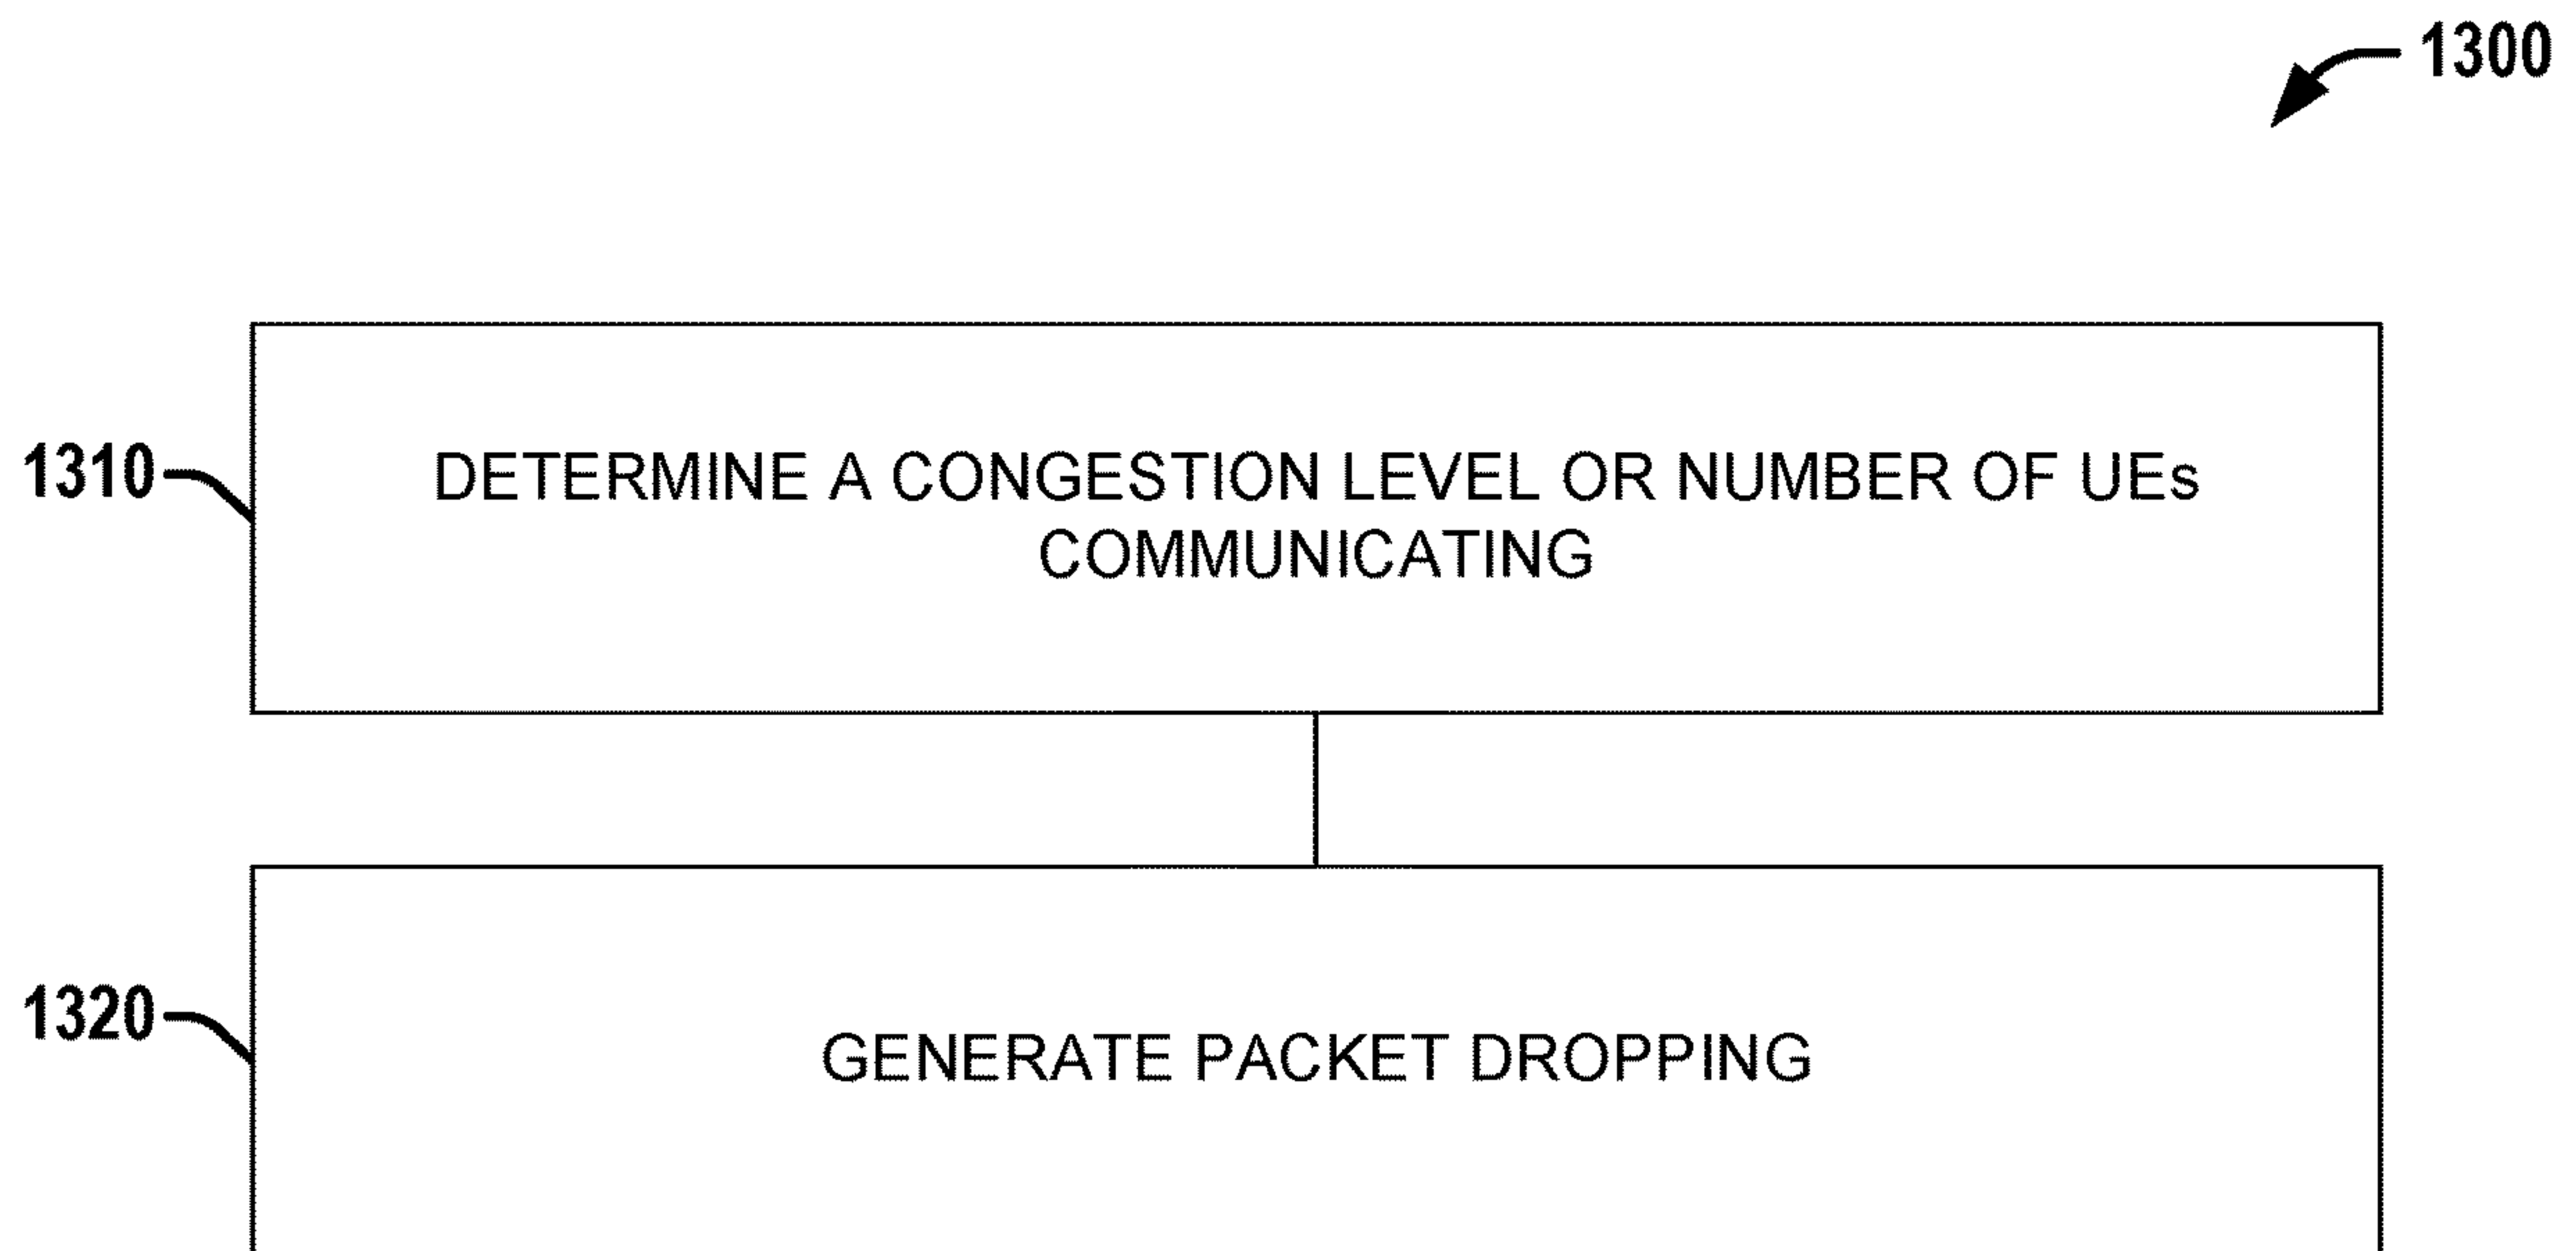 1300
1310
DETERMINE A CONGESTION LEVEL OR NUMBER OF UEs
COMMUNICATING
1320
GENERATE PACKET DROPPING